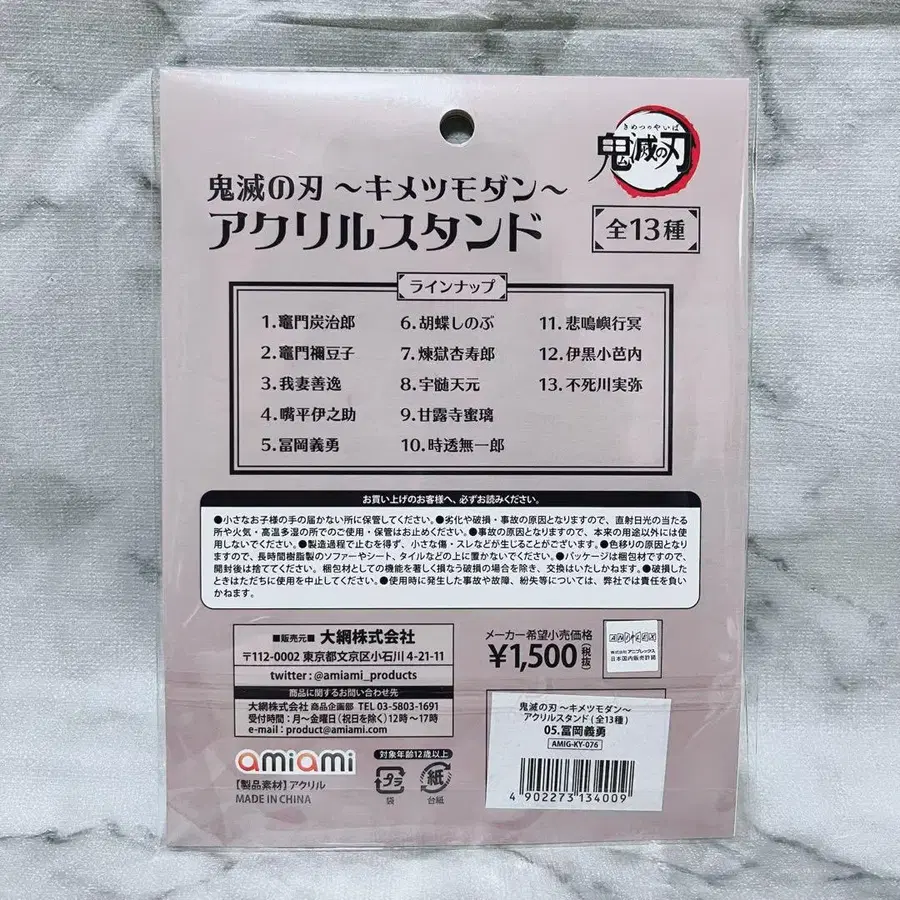 きめつのやいば
鬼滅の刃
鬼滅の刃 ～キメツモダン～
アクリルスタンド
全13種
ラインナップ
1.竈門炭治郎
2.竈門禰豆子
3.我妻善逸
4.嘴平伊之助
5.冨岡義勇
6.胡蝶しのぶ
7.煉獄杏寿郎
8.宇髄天元
9.甘露寺蜜璃
10.時透無一郎
11.悲鳴嶼行冥
12.伊黒小芭内
13.不死川実弥
お買い上げのお客様へ、必ずお読みください。
●小さなお子様の手の届かない所に保管してください。●劣化や破損・事故の原因となりますので、直射日光の当たる
所や火気・高温多湿の所でのご使用・保管はお止めください。●事故の原因となりますので、本来の用途以外には使
用しないでください。●製造過程で止むを得ず、小さな傷・スレなどが生じることがございます。●色移りの原因となり
ますので、長時間樹脂製のソファーやシート、タイルなどの上に置かないでください。●パッケージは梱包材ですので、
開封後は捨ててください。梱包材としての機能を著しく損なう破損の場合を除き、交換はいたしかねます。●破損した
ときはただちに使用を中止してください。●使用時に発生した事故や故障、紛失等については、弊社では責任を負い
かねます。
■販売元■ 大網株式会社
〒112-0002 東京都文京区小石川4-21-11
twitter : @amiami_products
商品に関するお問い合わせ先
大網株式会社 商品企画部 TEL 03-5803-1691
受付時間：月～金曜日(祝日を除く)12時～17時
e-mail : product@amiami.com
メーカー希望小売価格
¥1,500(税抜)
株式会社アニプレックス
日本国内販売許諾
amiami
【製品素材】アクリル
MADE IN CHINA
対象年齢12歳以上
プラ
袋
紙
台紙
鬼滅の刃 ～キメツモダン～
アクリルスタンド(全13種)
05.冨岡義勇
AMIG-KY-076
4 902273 134009